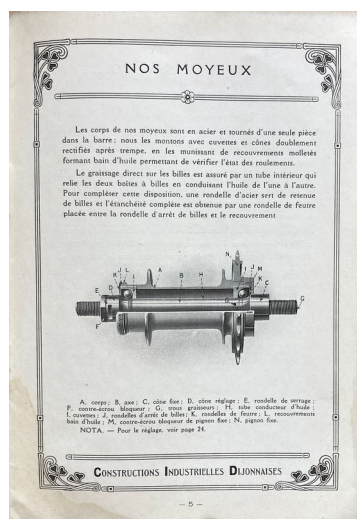 NOS MOYEUX
Les corps de nos moyeux sont en acier et tournés d'une seule pièce
dans la barre ; nous les montons avec cuvettes et cônes doublement
rectifiés après trempe, en les munissant de recouvrements molletés
formant bain d'huile permettant de vérifier l'état des roulements.
Le graissage direct sur les billes est assuré par un tube intérieur qui
relie les deux boîtes à billes en conduisant l'huile de l'une à l'autre.
Pour compléter cette disposition, une rondelle d'acier sert de retenue
de billes et l'étanchéité complète est obtenue par une rondelle de feutre
placée entre la rondelle d'arrêt de billes et le recouvrement
N
J L I A B H I J M
K K
E D C
G
F
A, corps ; B, axe ; C, cône fixe ; D, cône réglage ; E, rondelle de serrage ;
F, contre-écrou bloqueur ; G, trous graisseurs ; H, tube conducteur d'huile ;
I, cuvettes ; J, rondelles d'arrêt de billes ; K, rondelles de feutre ; L, recouvrements
bain d'huile ; M, contre-écrou bloqueur de pignon fixe ; N, pignon fixe.
NOTA. — Pour le réglage, voir page 24.
CONSTRUCTIONS INDUSTRIELLES DIJONNAISES
— 5 —